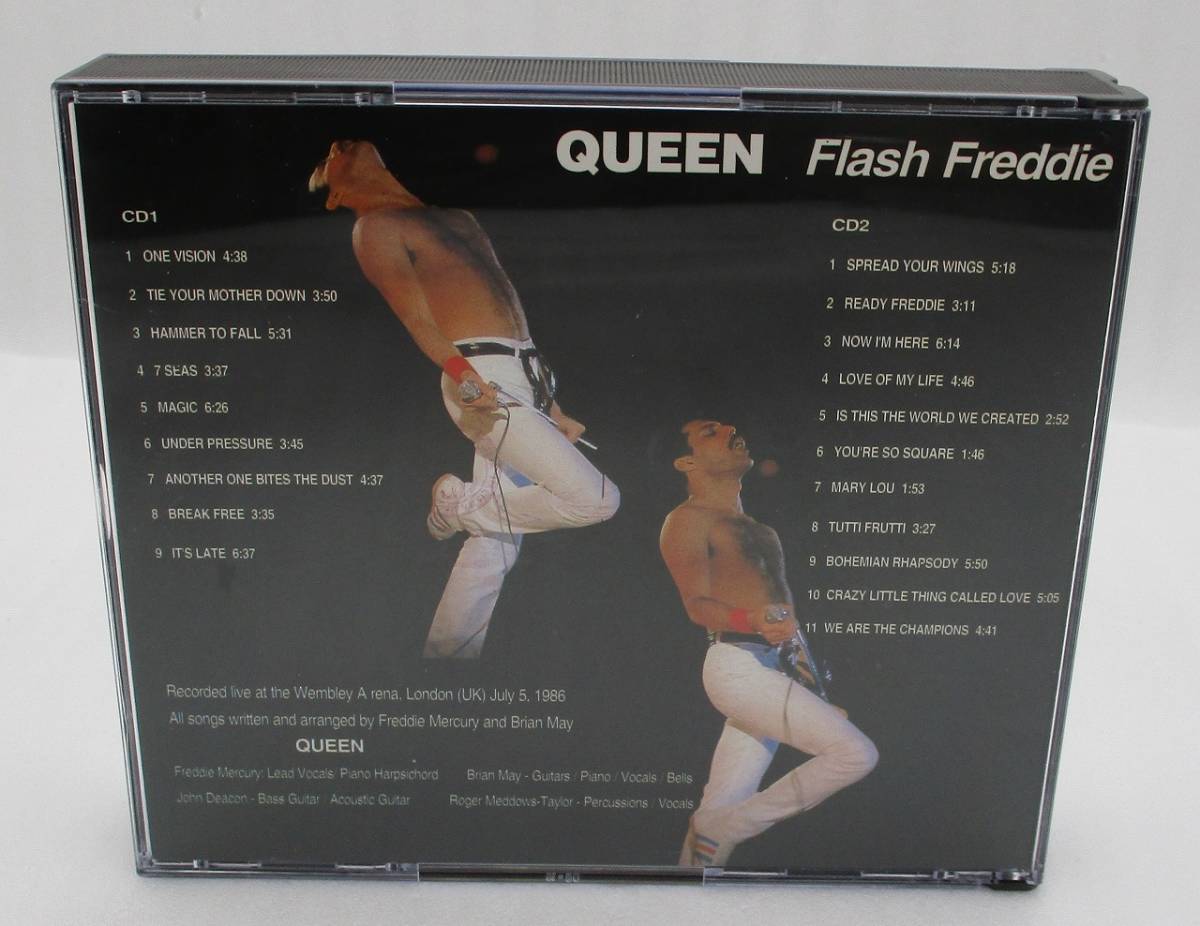 QUEEN Flash Freddie
CD1
1 ONE VISION 4:38
2 TIE YOUR MOTHER DOWN 3:50
3 HAMMER TO FALL 5:31
4 7 SEAS 3:37
5 MAGIC 6:26
6 UNDER PRESSURE 3:45
7 ANOTHER ONE BITES THE DUST 4:37
8 BREAK FREE 3:35
9 IT'S LATE 6:37
CD2
1 SPREAD YOUR WINGS 5:18
2 READY FREDDIE 3:11
3 NOW I'M HERE 6:14
4 LOVE OF MY LIFE 4:46
5 IS THIS THE WORLD WE CREATED 2:52
6 YOU'RE SO SQUARE 1:46
7 MARY LOU 1:53
8 TUTTI FRUTTI 3:27
9 BOHEMIAN RHAPSODY 5:50
10 CRAZY LITTLE THING CALLED LOVE 5:05
11 WE ARE THE CHAMPIONS 4:41
Recorded live at the Wembley A rena, London (UK) July 5, 1986
All songs written and arranged by Freddie Mercury and Brian May
QUEEN
Freddie Mercury: Lead Vocals / Piano Harpsichord Brian May - Guitars / Piano / Vocals / Bells
John Deacon - Bass Guitar / Acoustic Guitar Roger Meddows-Taylor - Percussions / Vocals